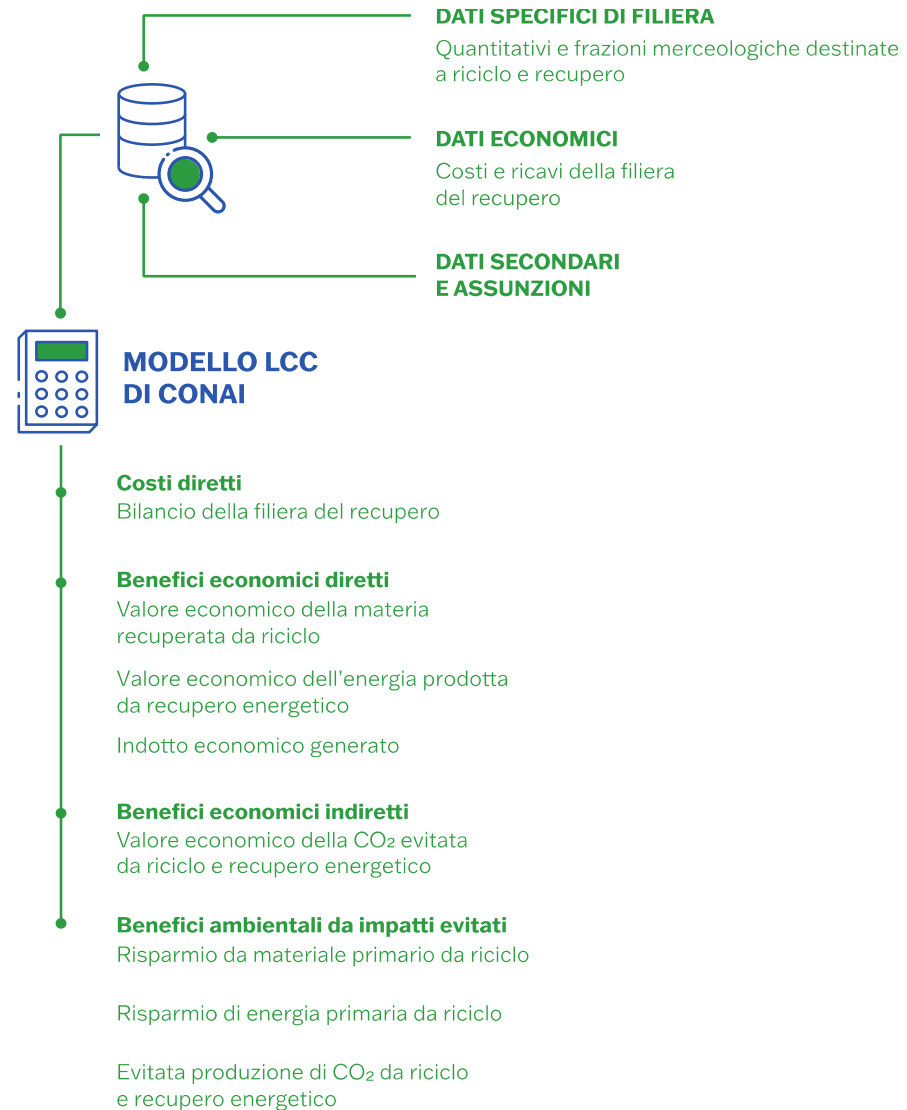 DATI SPECIFICI DI FILIERA
Quantitativi e frazioni merceologiche destinate
a riciclo e recupero
DATI ECONOMICI
Costi e ricavi della filiera
del recupero
DATI SECONDARI
E ASSUNZIONI
MODELLO LCC
DI CONAI
Costi diretti
Bilancio della filiera del recupero
Benefici economici diretti
Valore economico della materia
recuperata da riciclo
Valore economico dell’energia prodotta
da recupero energetico
Indotto economico generato
Benefici economici indiretti
Valore economico della CO₂ evitata
da riciclo e recupero energetico
Benefici ambientali da impatti evitati
Risparmio da materiale primario da riciclo
Risparmio di energia primaria da riciclo
Evitata produzione di CO₂ da riciclo
e recupero energetico